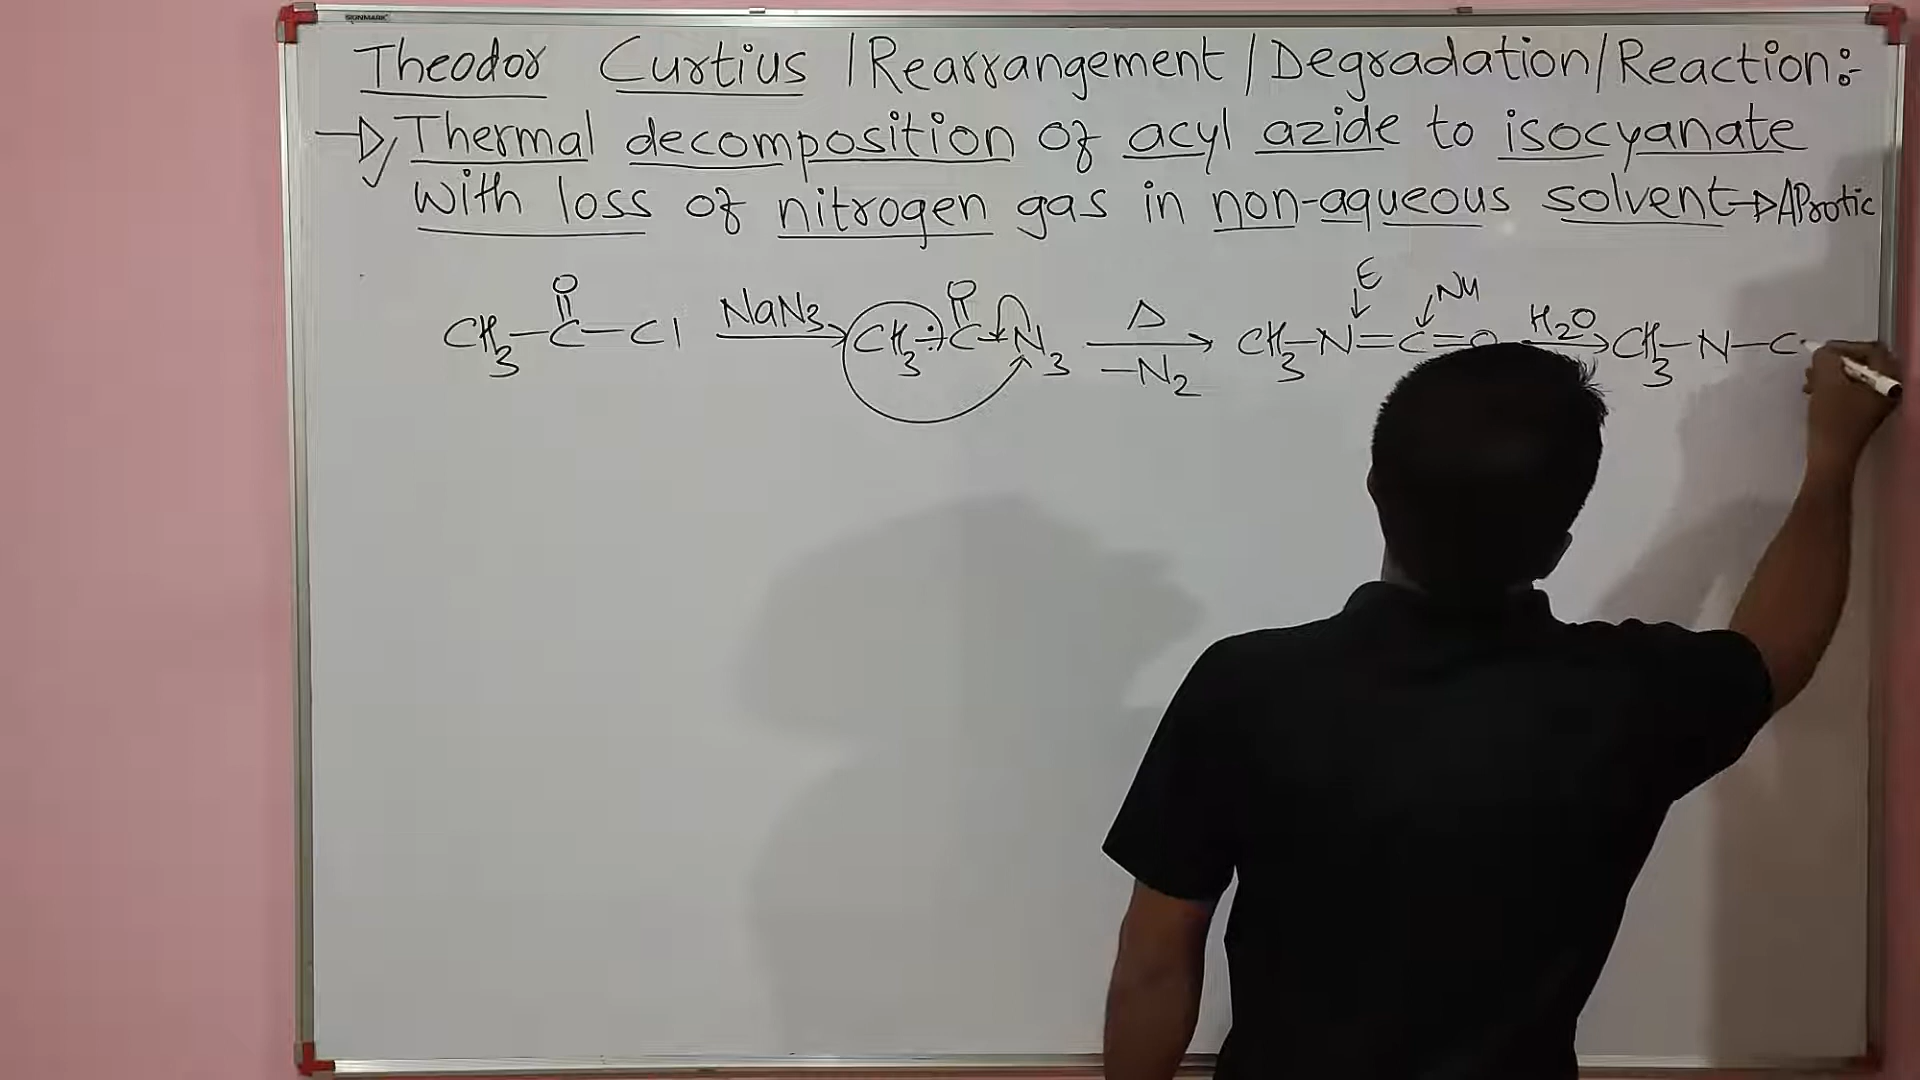 SIGNMARK
Theodor Curtius / Rearrangement / Degradation / Reaction:-
Thermal decomposition of acyl azide to isocyanate
with loss of nitrogen gas in non-aqueous solvent → AProtic
O O E Nu
CH3-C-Cl NaN3 CH3÷C-N3 Δ -N2 CH3-N=C=O H2O CH3-N-C